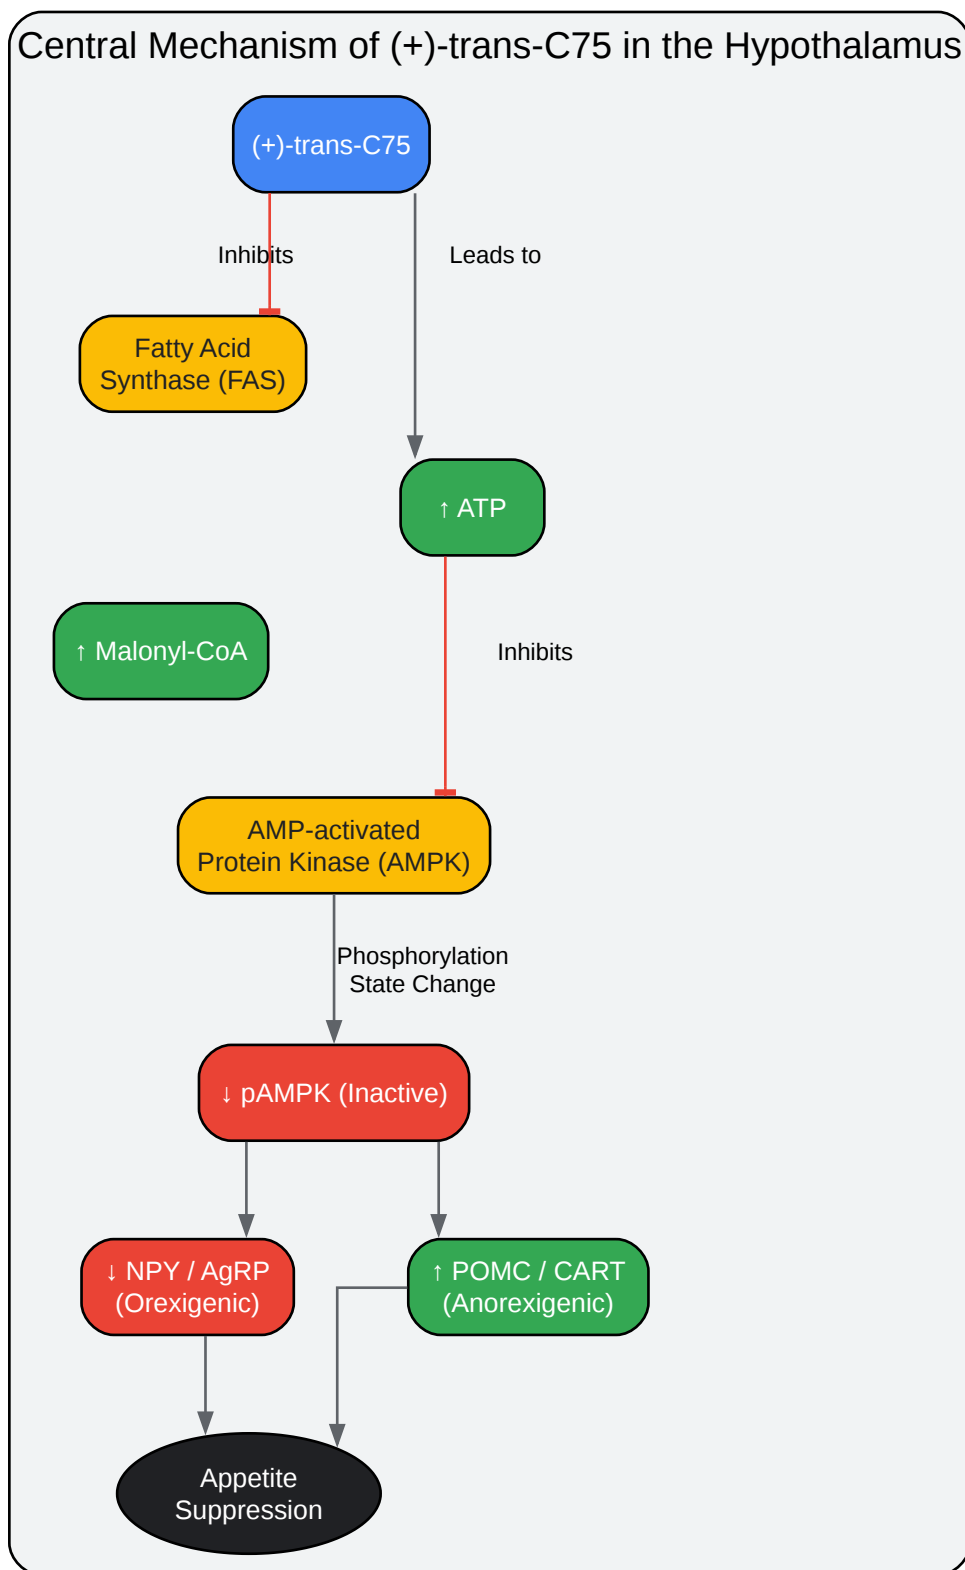 Central Mechanism of (+)-trans-C75 in the Hypothalamus
(+)-trans-C75
Inhibits
Leads to
Fatty Acid
Synthase (FAS)
↑ ATP
↑ Malonyl-CoA
Inhibits
AMP-activated
Protein Kinase (AMPK)
Phosphorylation
State Change
↓ pAMPK (Inactive)
↓ NPY / AgRP
(Orexigenic)
↑ POMC / CART
(Anorexigenic)
Appetite
Suppression